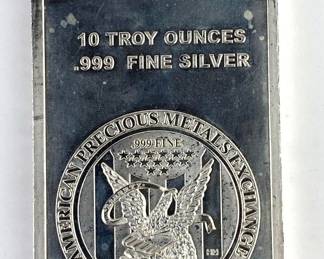 10 TROY OUNCES
.999 FINE SILVER
AMERICAN PRECIOUS METALS EXCHANGE
.999 FINE